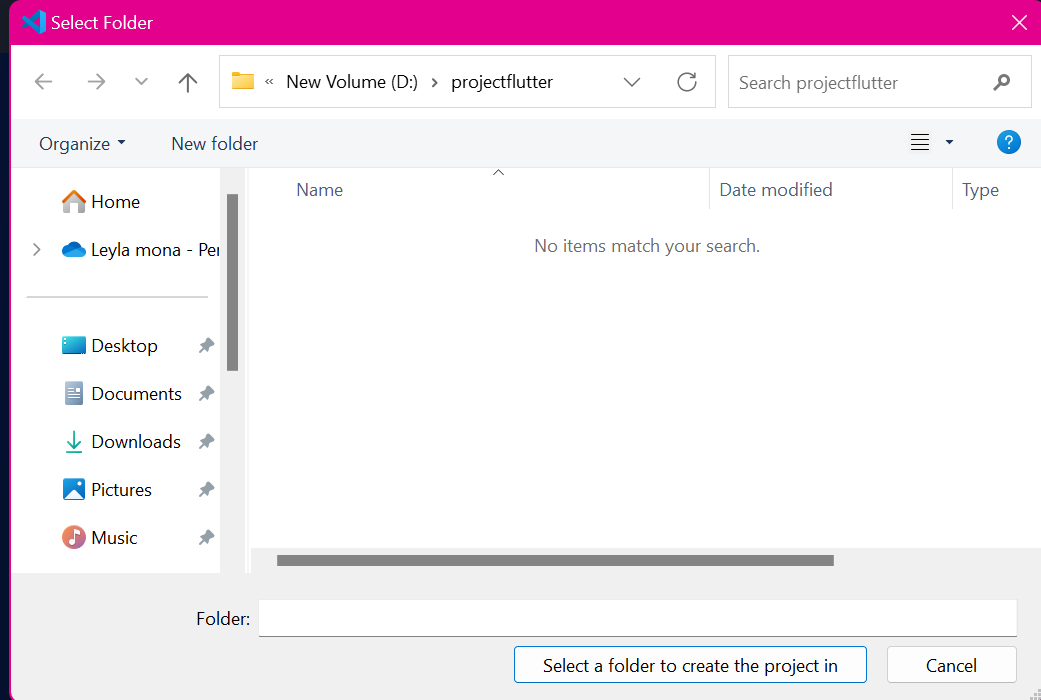 Select Folder
« New Volume (D:) › projectflutter
Search projectflutter
Organize
New folder
?
Name
Date modified
Type
No items match your search.
Home
Leyla mona - Per
Desktop
Documents
Downloads
Pictures
Music
Folder:
Select a folder to create the project in
Cancel